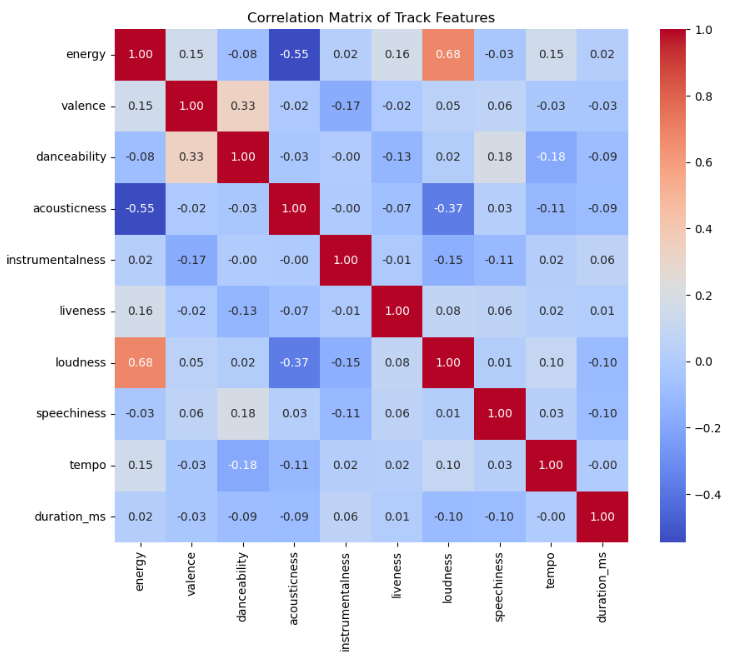 Correlation Matrix of Track Features
energy 1.00 0.15 -0.08 -0.55 0.02 0.16 0.68 -0.03 0.15 0.02
valence 0.15 1.00 0.33 -0.02 -0.17 -0.02 0.05 0.06 -0.03 -0.03
danceability -0.08 0.33 1.00 -0.03 -0.00 -0.13 0.02 0.18 -0.18 -0.09
acousticness -0.55 -0.02 -0.03 1.00 -0.00 -0.07 -0.37 0.03 -0.11 -0.09
instrumentalness 0.02 -0.17 -0.00 -0.00 1.00 -0.01 -0.15 -0.11 0.02 0.06
liveness 0.16 -0.02 -0.13 -0.07 -0.01 1.00 0.08 0.06 0.02 0.01
loudness 0.68 0.05 0.02 -0.37 -0.15 0.08 1.00 0.01 0.10 -0.10
speechiness -0.03 0.06 0.18 0.03 -0.11 0.06 0.01 1.00 0.03 -0.10
tempo 0.15 -0.03 -0.18 -0.11 0.02 0.02 0.10 0.03 1.00 -0.00
duration_ms 0.02 -0.03 -0.09 -0.09 0.06 0.01 -0.10 -0.10 -0.00 1.00
energy valence danceability acousticness instrumentalness liveness loudness speechiness tempo duration_ms
1.0
0.8
0.6
0.4
0.2
0.0
−0.2
−0.4